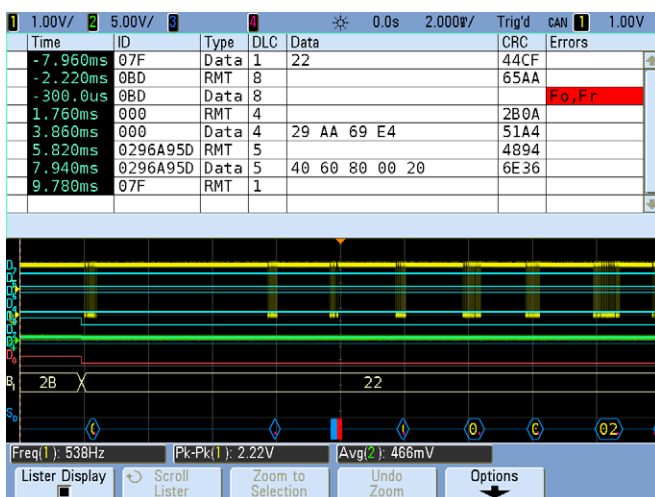 1 1.00V/ 2 5.00V/ 3 4 0.0s 2.000 / Trig'd CAN 1 1.00V
Time ID Type DLC Data CRC Errors
-7.960ms 07F Data 1 22 44CF
-2.220ms 0BD RMT 8 65AA
-300.0us 0BD Data 8 Fo,Fr
1.760ms 000 RMT 4 2B0A
3.860ms 000 Data 4 29 AA 69 E4 51A4
5.820ms 0296A95D RMT 5 4894
7.940ms 0296A95D Data 5 40 60 80 00 20 6E36
9.780ms 07F RMT 1
D7
D0
B1 2B 22
S0 02
Freq(1): 538Hz Pk-Pk(1): 2.22V Avg(2): 466mV
Lister Display Scroll Lister Zoom to Selection Undo Zoom Options